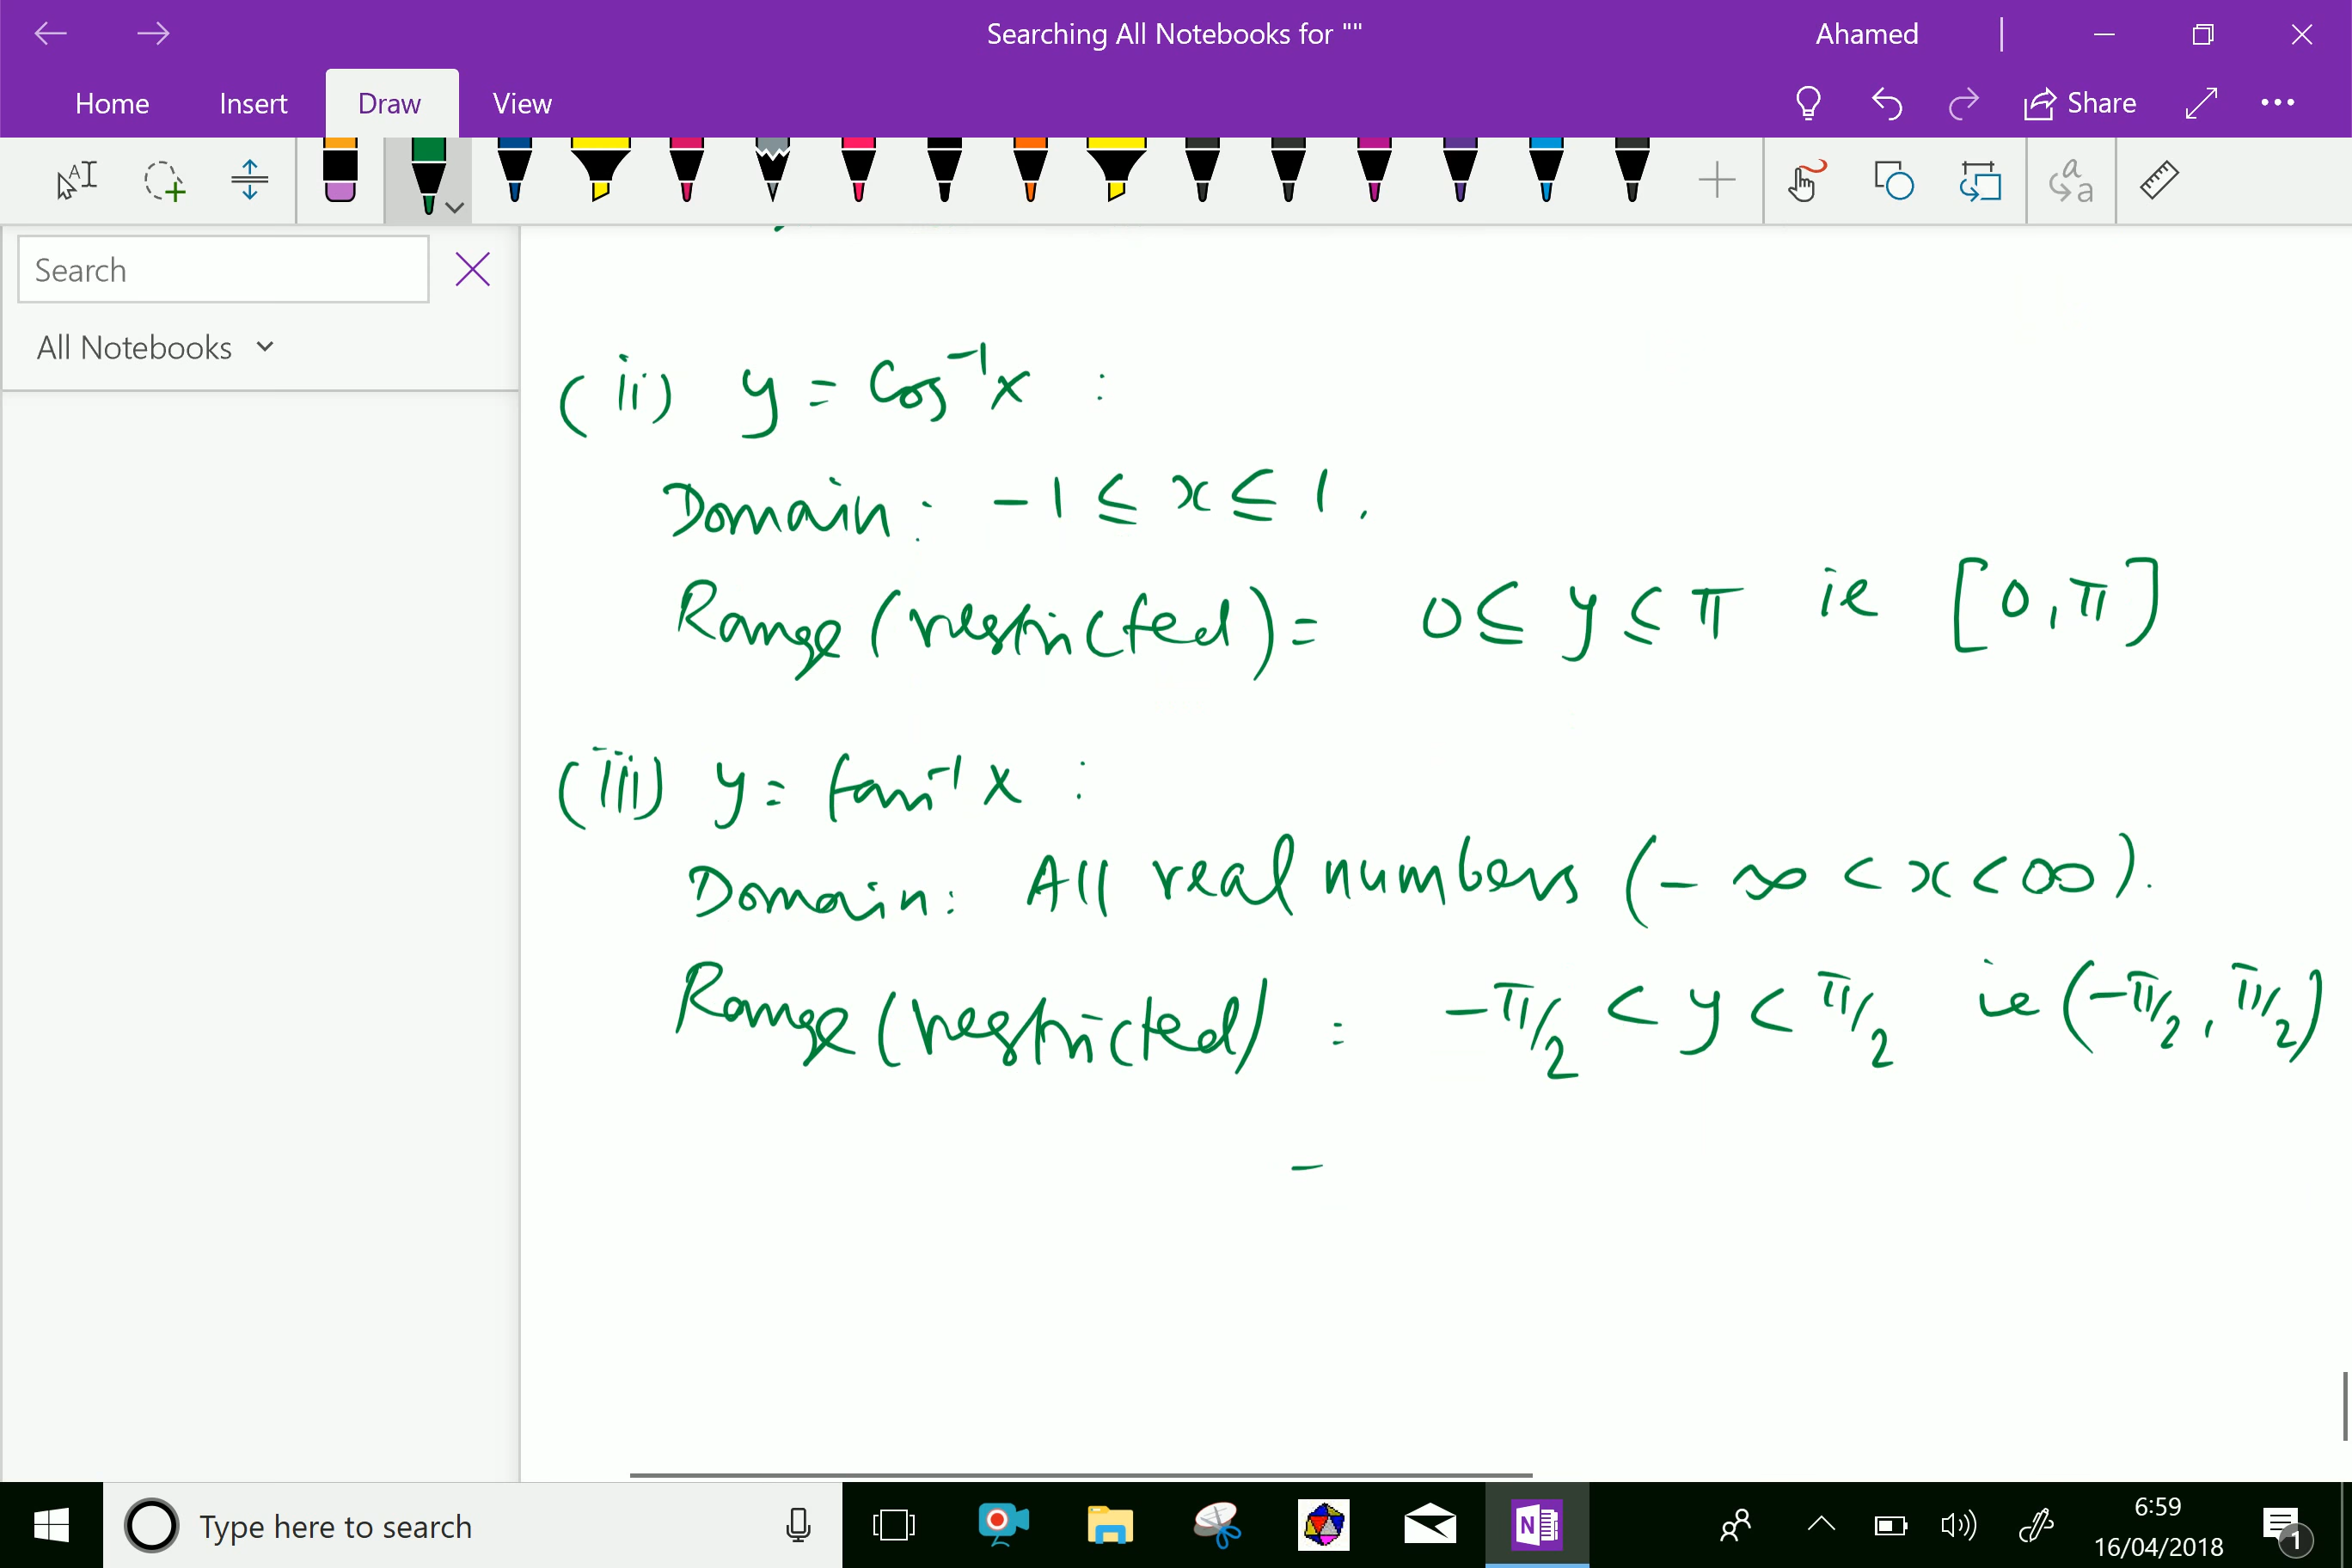 Searching All Notebooks for ""
Ahamed
Home Insert Draw View
Share
Search
All Notebooks
(ii) y = Cos⁻¹x :
Domain: -1 ≤ x ≤ 1.
Range (restricted) = 0 ≤ y ≤ π ie [0, π]
(iii) y = tan⁻¹x :
Domain: All real numbers (-∞ < x < ∞).
Range (restricted) : -π/2 < y < π/2 ie (-π/2, π/2)
-
Type here to search
6:59
16/04/2018
1